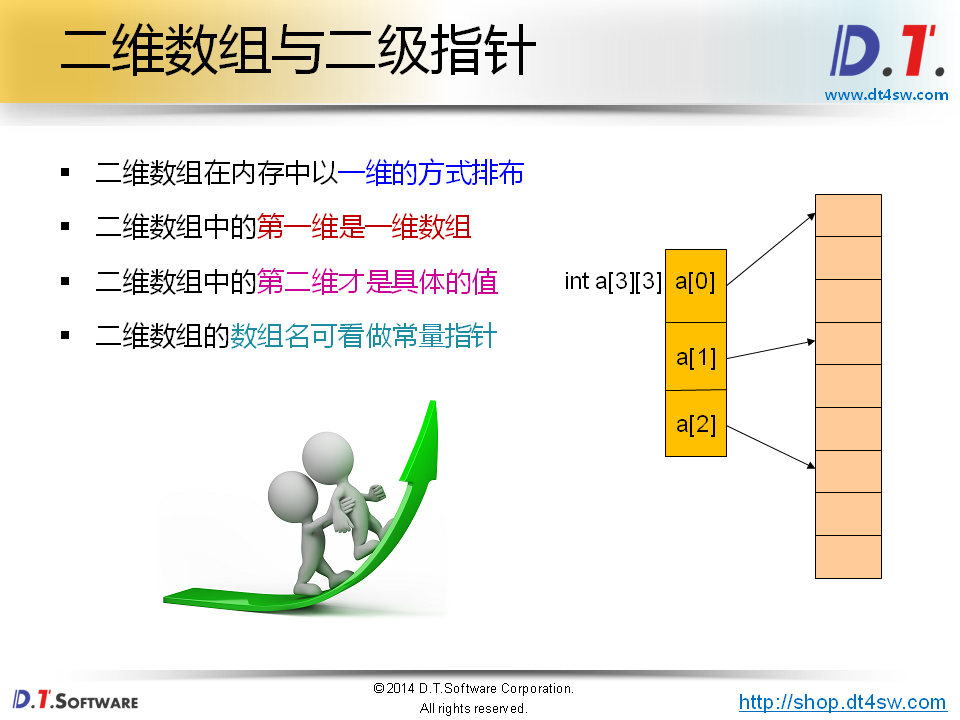 二维数组与二级指针
D.T.
www.dt4sw.com
▪ 二维数组在内存中以一维的方式排布
▪ 二维数组中的第一维是一维数组
▪ 二维数组中的第二维才是具体的值
▪ 二维数组的数组名可看做常量指针
int a[3][3]
a[0]
a[1]
a[2]
D.T.SOFTWARE
©2014 D.T.Software Corporation.
All rights reserved.
http://shop.dt4sw.com